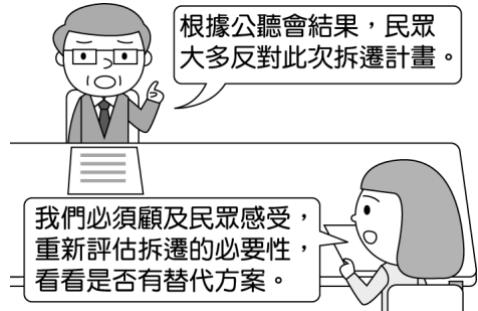 根據公聽會結果，民眾
大多反對此次拆遷計畫。
我們必須顧及民眾感受，
重新評估拆遷的必要性，
看看是否有替代方案。